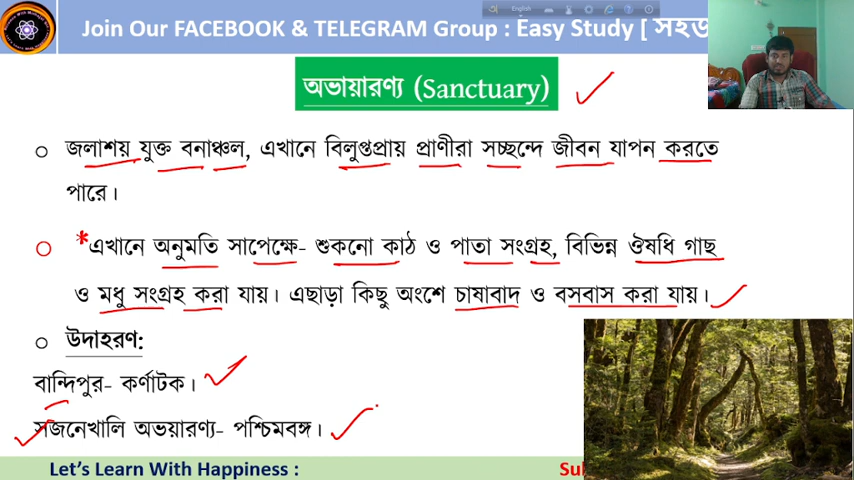 Join Our FACEBOOK & TELEGRAM Group : Easy Study [ সহজ
English
অভায়ারণ্য (Sanctuary)
জলাশয় যুক্ত বনাঞ্চল, এখানে বিলুপ্তপ্রায় প্রাণীরা সচ্ছন্দে জীবন যাপন করতে
পারে।
*এখানে অনুমতি সাপেক্ষে- শুকনো কাঠ ও পাতা সংগ্রহ, বিভিন্ন ঔষধি গাছ
ও মধু সংগ্রহ করা যায়। এছাড়া কিছু অংশে চাষাবাদ ও বসবাস করা যায়।
উদাহরণ:
বান্দিপুর- কর্ণাটক।
সজনেখালি অভয়ারণ্য- পশ্চিমবঙ্গ।
Let's Learn With Happiness :